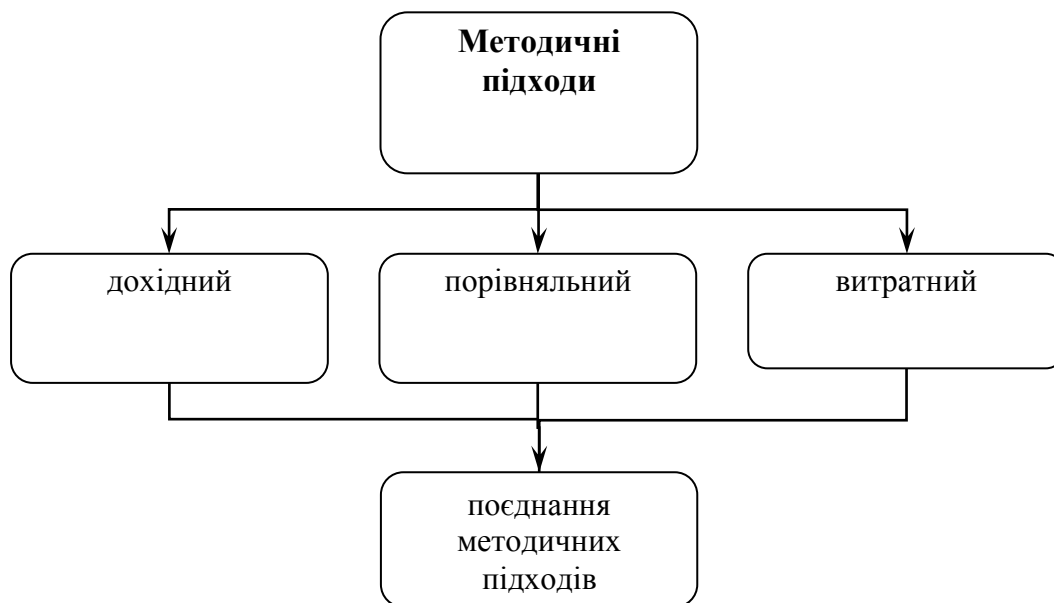 Методичні
підходи
дохідний
порівняльний
витратний
поєднання
методичних
підходів